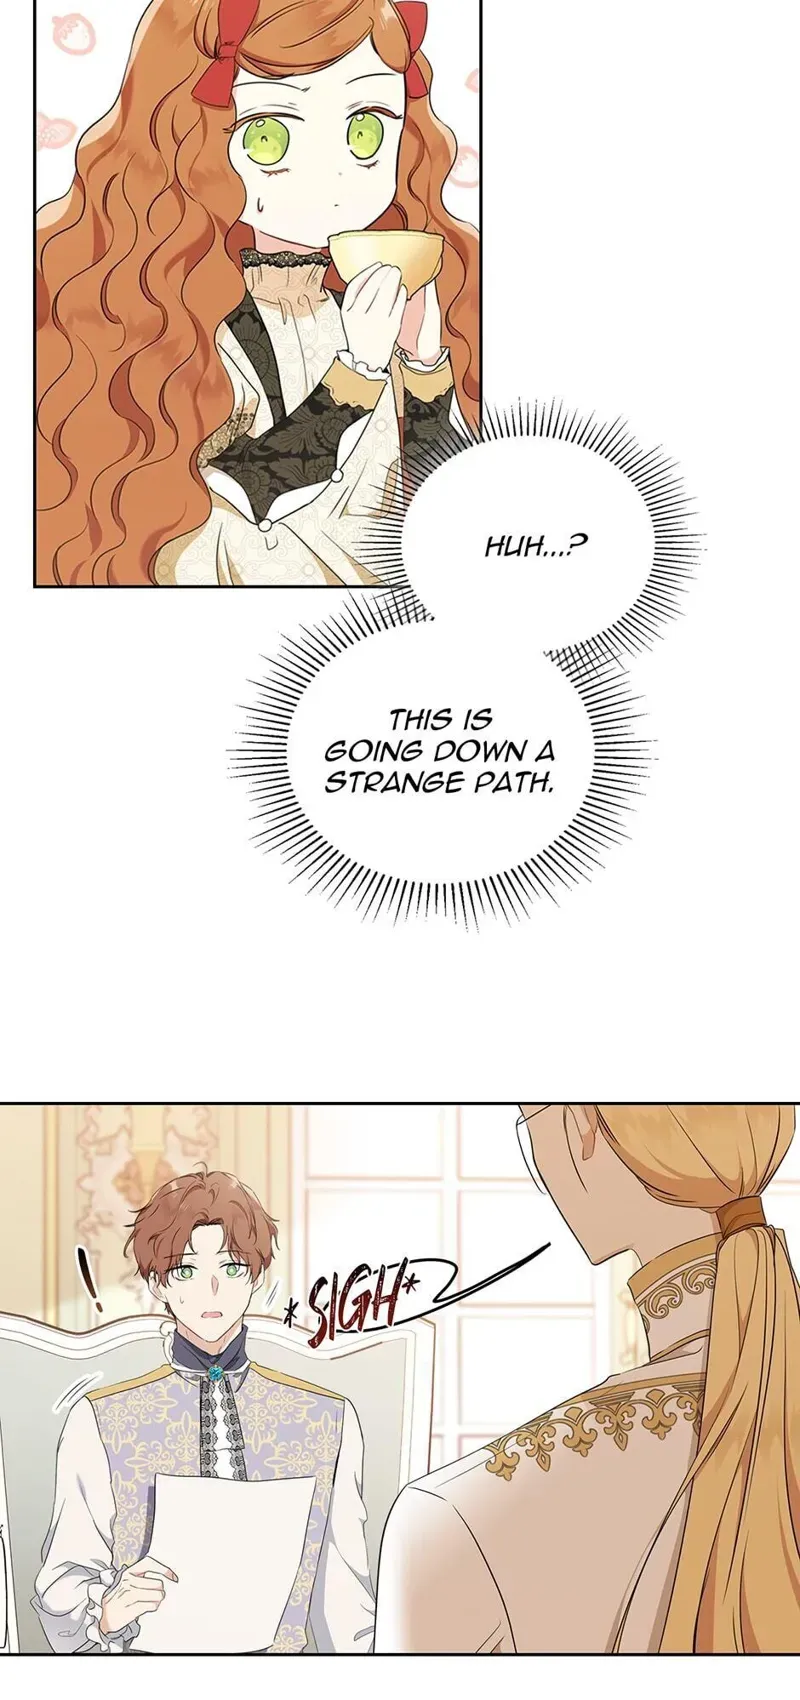 HUH...?
THIS IS
GOING DOWN A
STRANGE PATH.
!
*SIGH*